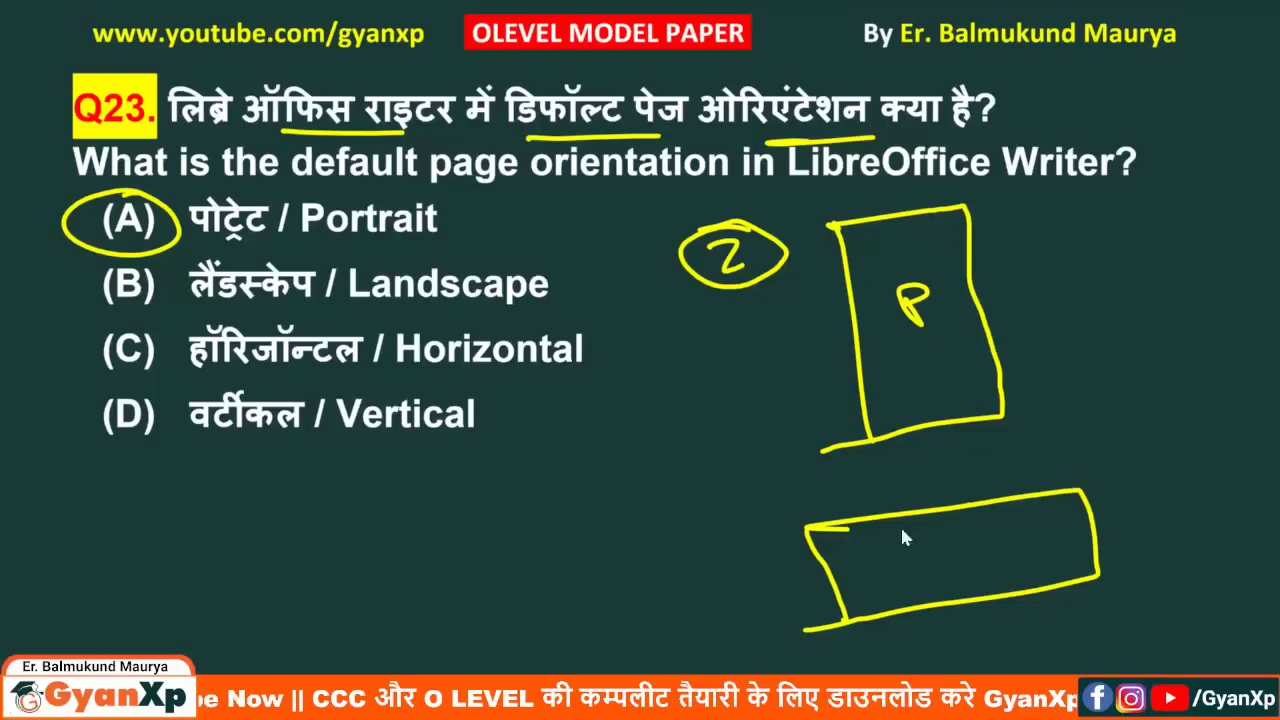 www.youtube.com/gyanxp OLEVEL MODEL PAPER By Er. Balmukund Maurya
Q23. लिब्रे ऑफिस राइटर में डिफॉल्ट पेज ओरिएंटेशन क्या है?
What is the default page orientation in LibreOffice Writer?
(A) पोट्रेट / Portrait
(B) लैंडस्केप / Landscape
(C) हॉरिजॉन्टल / Horizontal
(D) वर्टीकल / Vertical
2
P
Er. Balmukund Maurya
GyanXp be Now || CCC और O LEVEL की कम्पलीट तैयारी के लिए डाउनलोड करे GyanXp /GyanXp